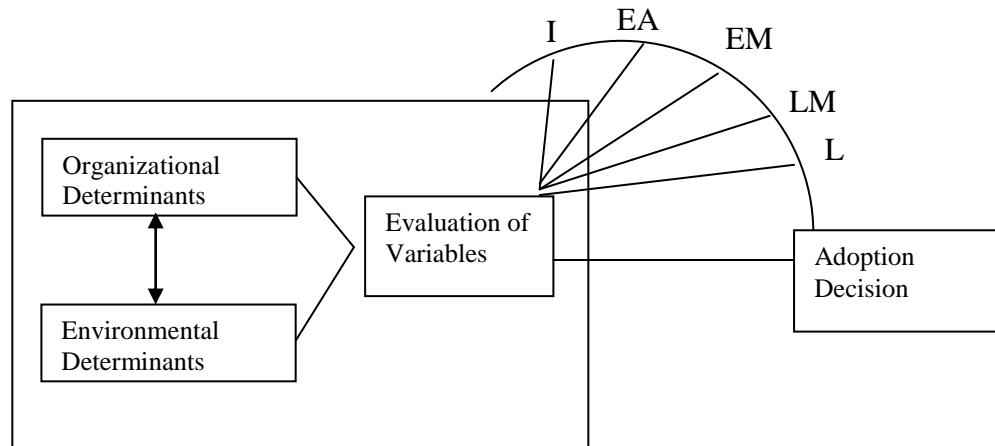 I
EA
EM
LM
L
Organizational
Determinants
Evaluation of
Variables
Adoption
Decision
Environmental
Determinants